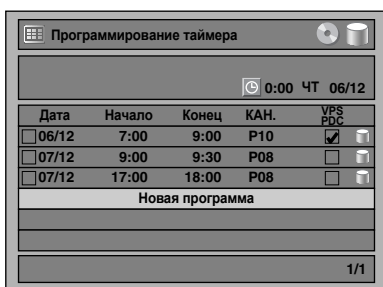 Программирование таймера
0:00 ЧТ 06/12
Дата Начало Конец КАН. VPS PDC
06/12 7:00 9:00 P10
07/12 9:00 9:30 P08
07/12 17:00 18:00 P08
Новая программа
1/1